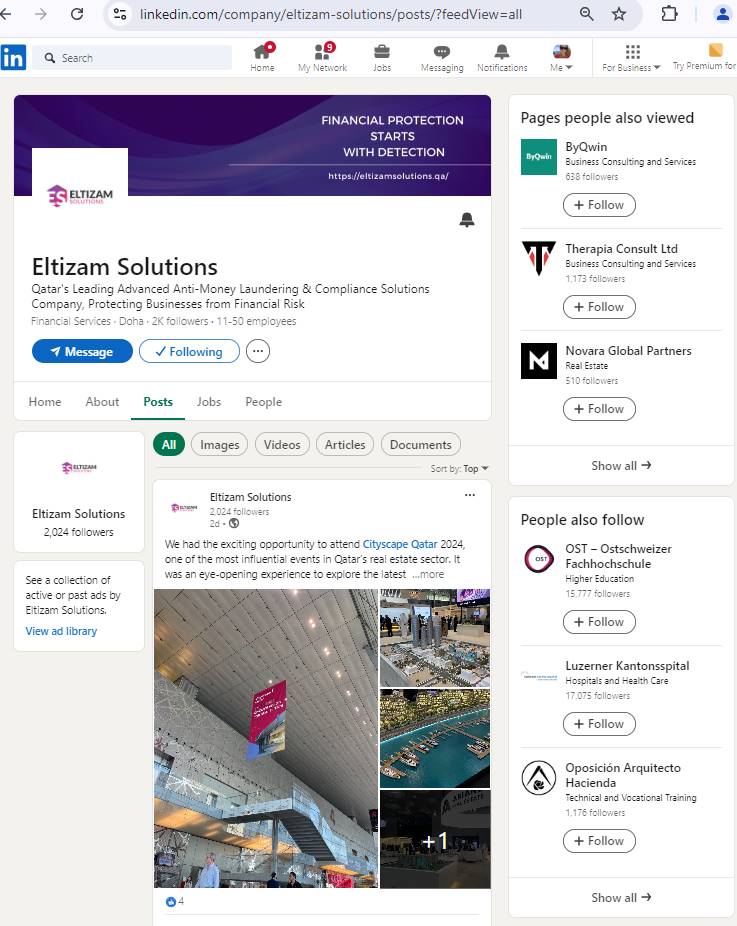 linkedin.com/company/eltizam-solutions/posts/?feedView=all
in
Search
Home
9
My Network
Jobs
Messaging
Notifications
Me
For Business
Try Premium for
FINANCIAL PROTECTION
STARTS
WITH DETECTION
https://eltizamsolutions.qa/
ELTIZAM
SOLUTIONS
Eltizam Solutions
Qatar's Leading Advanced Anti-Money Laundering & Compliance Solutions
Company, Protecting Businesses from Financial Risk
Financial Services · Doha · 2K followers · 11-50 employees
Message
Following
Home
About
Posts
Jobs
People
ELTIZAM
Eltizam Solutions
2,024 followers
See a collection of
active or past ads by
Eltizam Solutions.
View ad library
All
Images
Videos
Articles
Documents
Sort by: Top
Eltizam Solutions
2,024 followers
2d •
We had the exciting opportunity to attend Cityscape Qatar 2024,
one of the most influential events in Qatar's real estate sector. It
was an eye-opening experience to explore the latest ...more
+1
4
Pages people also viewed
ByQwin
ByQwin
Business Consulting and Services
638 followers
+ Follow
Therapia Consult Ltd
Business Consulting and Services
1,173 followers
+ Follow
Novara Global Partners
Real Estate
510 followers
+ Follow
Show all →
People also follow
OST
OST – Ostschweizer
Fachhochschule
Higher Education
15,777 followers
+ Follow
Luzerner Kantonsspital
Hospitals and Health Care
17,075 followers
+ Follow
Oposición Arquitecto
Hacienda
Technical and Vocational Training
1,176 followers
+ Follow
Show all →